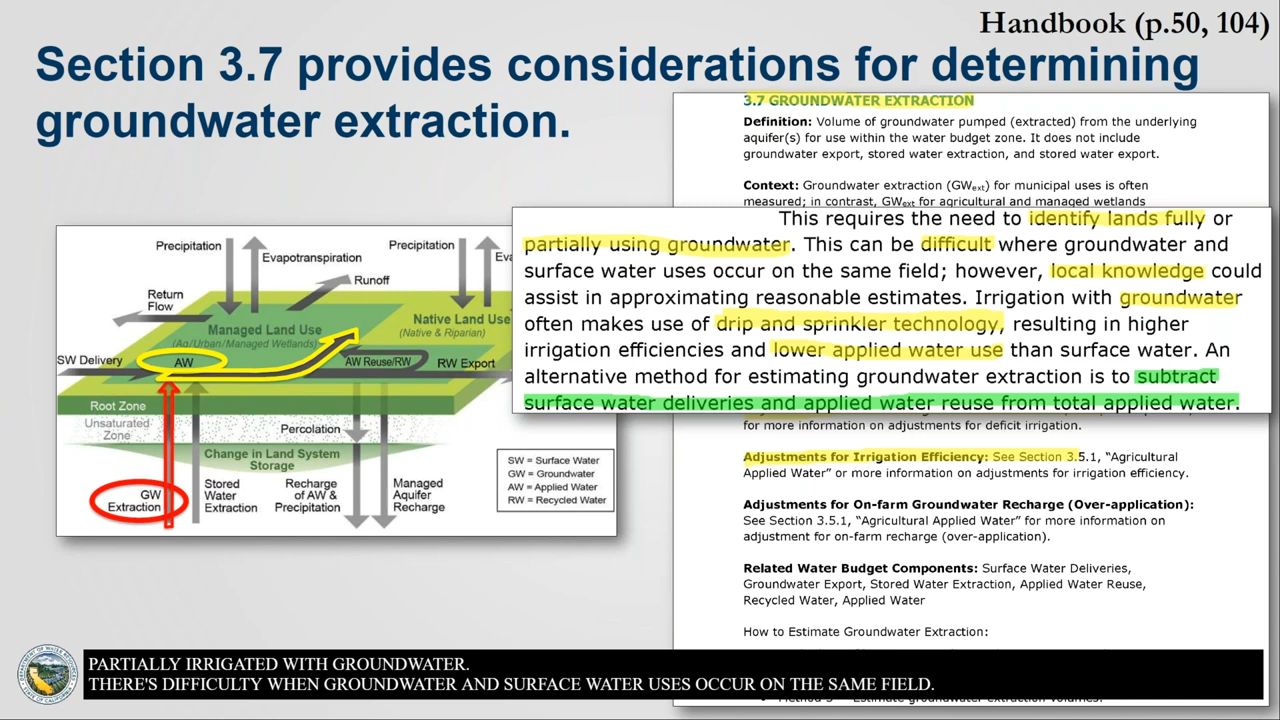 Handbook (p.50, 104)
Section 3.7 provides considerations for determining
groundwater extraction.
Precipitation
Evapotranspiration
Precipitation
Eva
Runoff
Return
Flow
Managed Land Use
(Ag/Urban/Managed Wetlands)
Native Land Use
(Native & Riparian)
SW Delivery
AW
AW Reuse/RW
RW Export
Root Zone
Unsaturated
Zone
Percolation
Change in Land System
Storage
GW
Extraction
Stored
Water
Extraction
Recharge
of AW &
Precipitation
Managed
Aquifer
Recharge
SW = Surface Water
GW = Groundwater
AW = Applied Water
RW = Recycled Water
3.7 GROUNDWATER EXTRACTION
Definition: Volume of groundwater pumped (extracted) from the underlying
aquifer(s) for use within the water budget zone. It does not include
groundwater export, stored water extraction, and stored water export.
Context: Groundwater extraction (GWext) for municipal uses is often
measured; in contrast, GWext for agricultural and managed wetlands
This requires the need to identify lands fully or
partially using groundwater. This can be difficult where groundwater and
surface water uses occur on the same field; however, local knowledge could
assist in approximating reasonable estimates. Irrigation with groundwater
often makes use of drip and sprinkler technology, resulting in higher
irrigation efficiencies and lower applied water use than surface water. An
alternative method for estimating groundwater extraction is to subtract
surface water deliveries and applied water reuse from total applied water.
for more information on adjustments for deficit irrigation.
Adjustments for Irrigation Efficiency: See Section 3.5.1, “Agricultural
Applied Water” or more information on adjustments for irrigation efficiency.
Adjustments for On-farm Groundwater Recharge (Over-application):
See Section 3.5.1, “Agricultural Applied Water” for more information on
adjustment for on-farm recharge (over-application).
Related Water Budget Components: Surface Water Deliveries,
Groundwater Export, Stored Water Extraction, Applied Water Reuse,
Recycled Water, Applied Water
How to Estimate Groundwater Extraction:
PARTIALLY IRRIGATED WITH GROUNDWATER.
THERE'S DIFFICULTY WHEN GROUNDWATER AND SURFACE WATER USES OCCUR ON THE SAME FIELD.